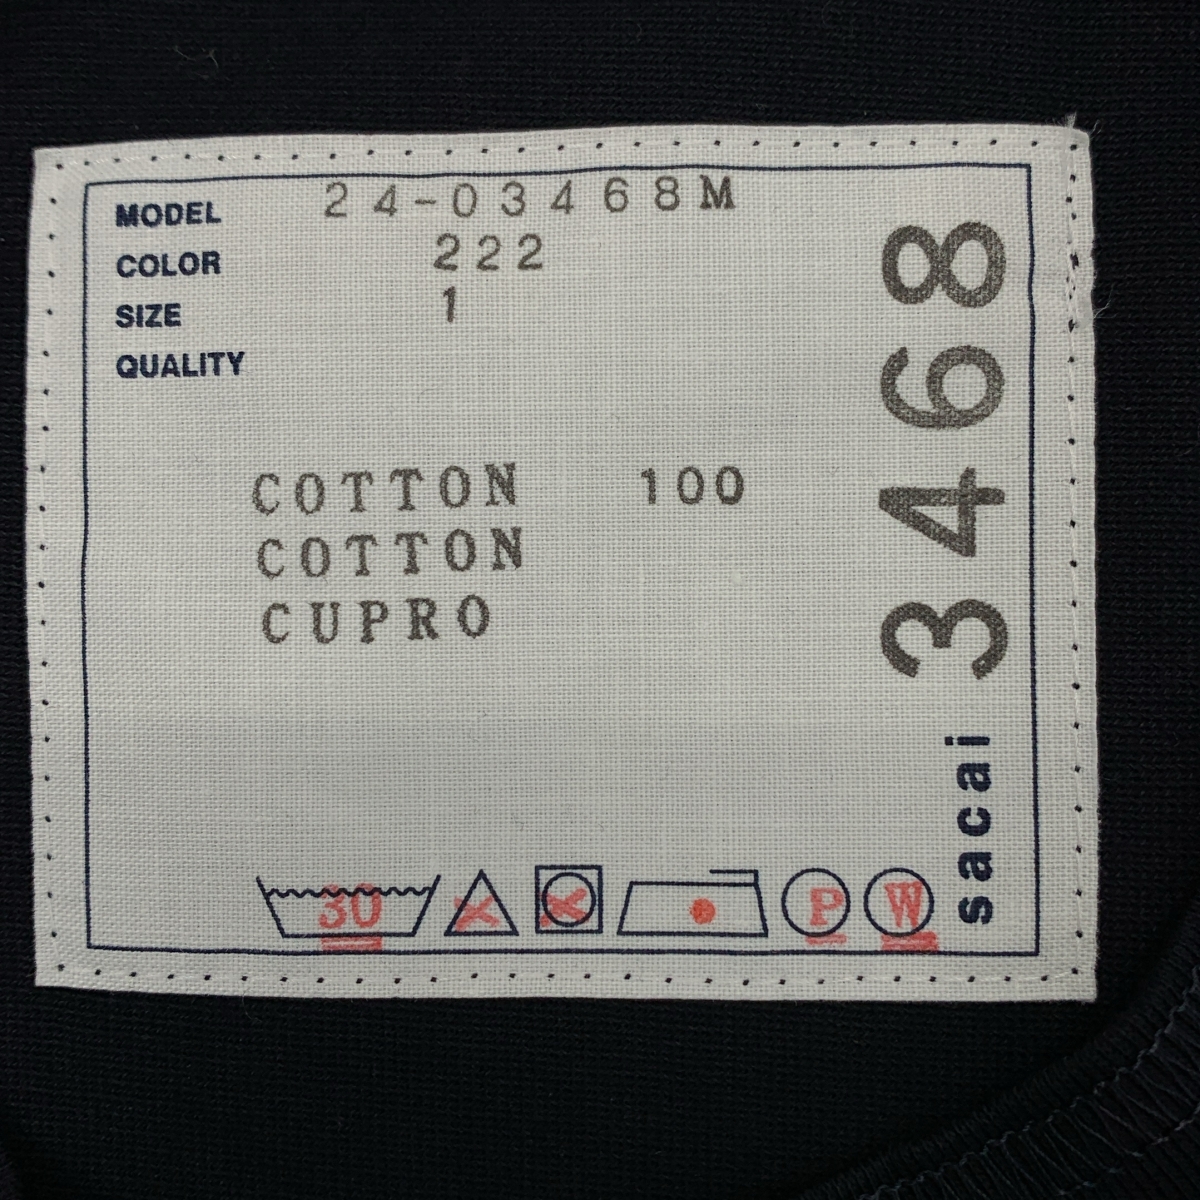 MODEL 24-03468M
COLOR 222
SIZE 1
QUALITY
COTTON 100
COTTON
CUPRO
30
P
W
sacai 3468